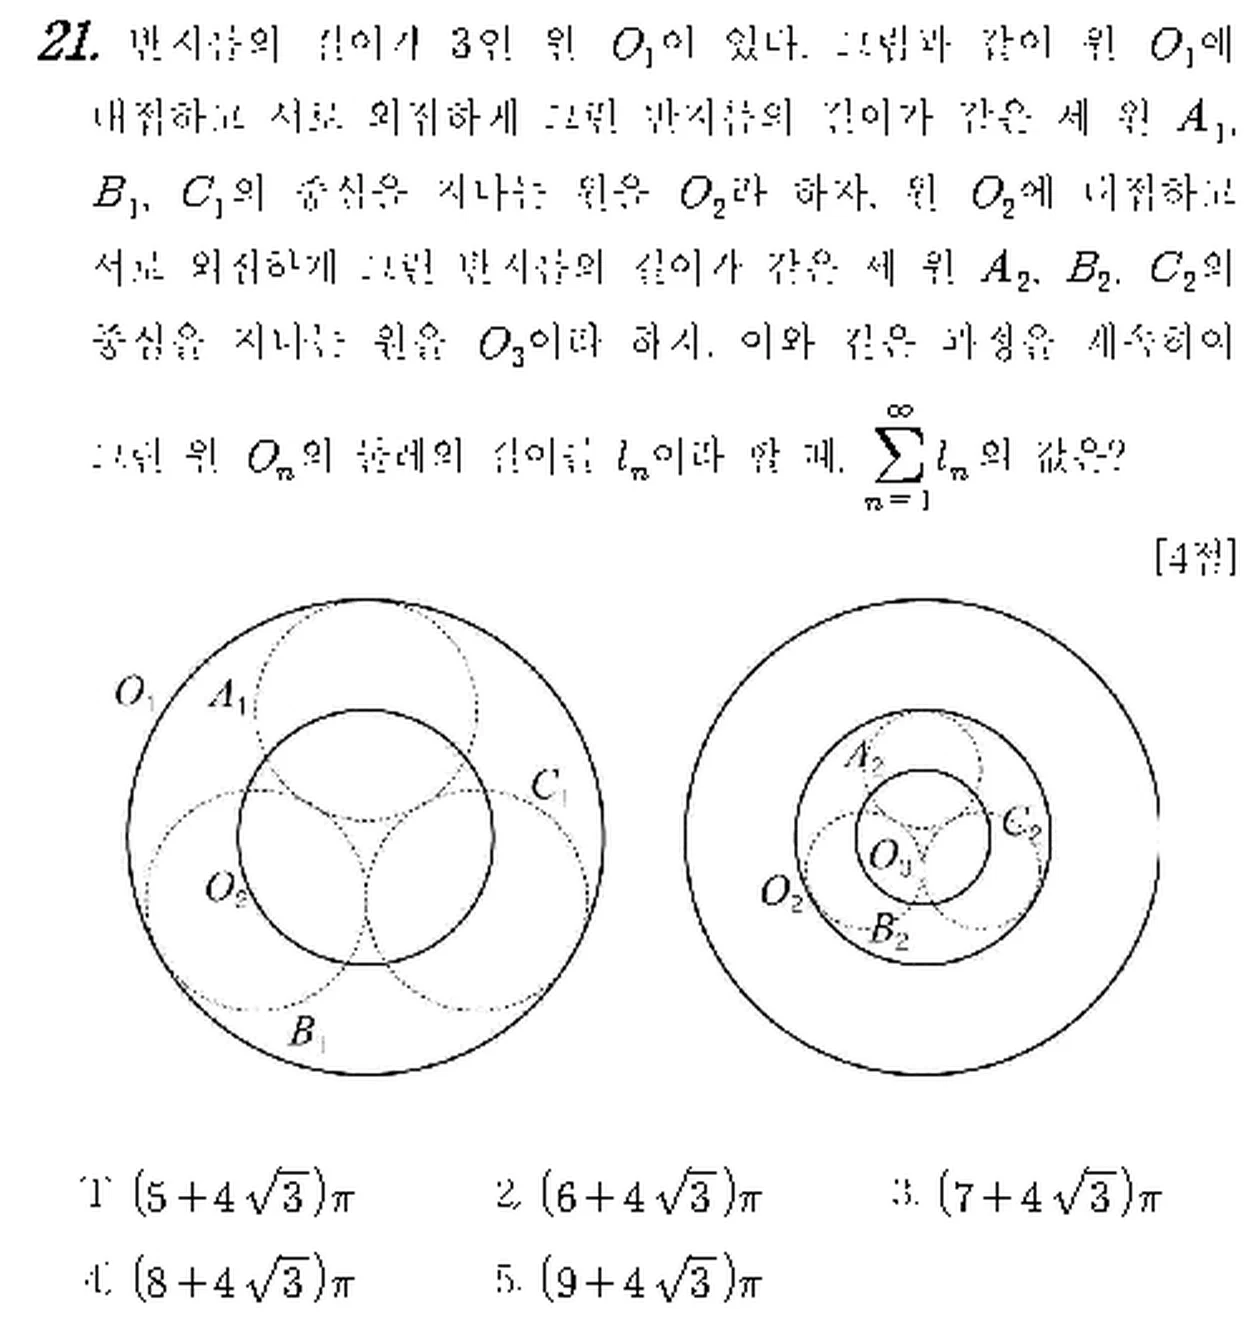 21. 반지름의 길이가 3인 원 O₁이 있다. 그림과 같이 원 O₁에
내접하고 서로 외접하게 그린 반지름의 길이가 같은 세 원 A₁,
B₁, C₁의 중심을 지나는 원을 O₂라 하자. 원 O₂에 내접하고
서로 외접하게 그린 반지름의 길이가 같은 세 원 A₂, B₂, C₂의
중심을 지나는 원을 O₃이라 하자. 이와 같은 과정을 계속하여
그린 원 Oₙ의 둘레의 길이를 lₙ이라 할 때, ∑_{n=1}^{∞} lₙ의 값은?
[4점]
O₁ A₁ C₁ O₂ B₁
A₂ C₂ O₃ O₂ B₂
1. (5+4√3)π 2. (6+4√3)π 3. (7+4√3)π
4. (8+4√3)π 5. (9+4√3)π